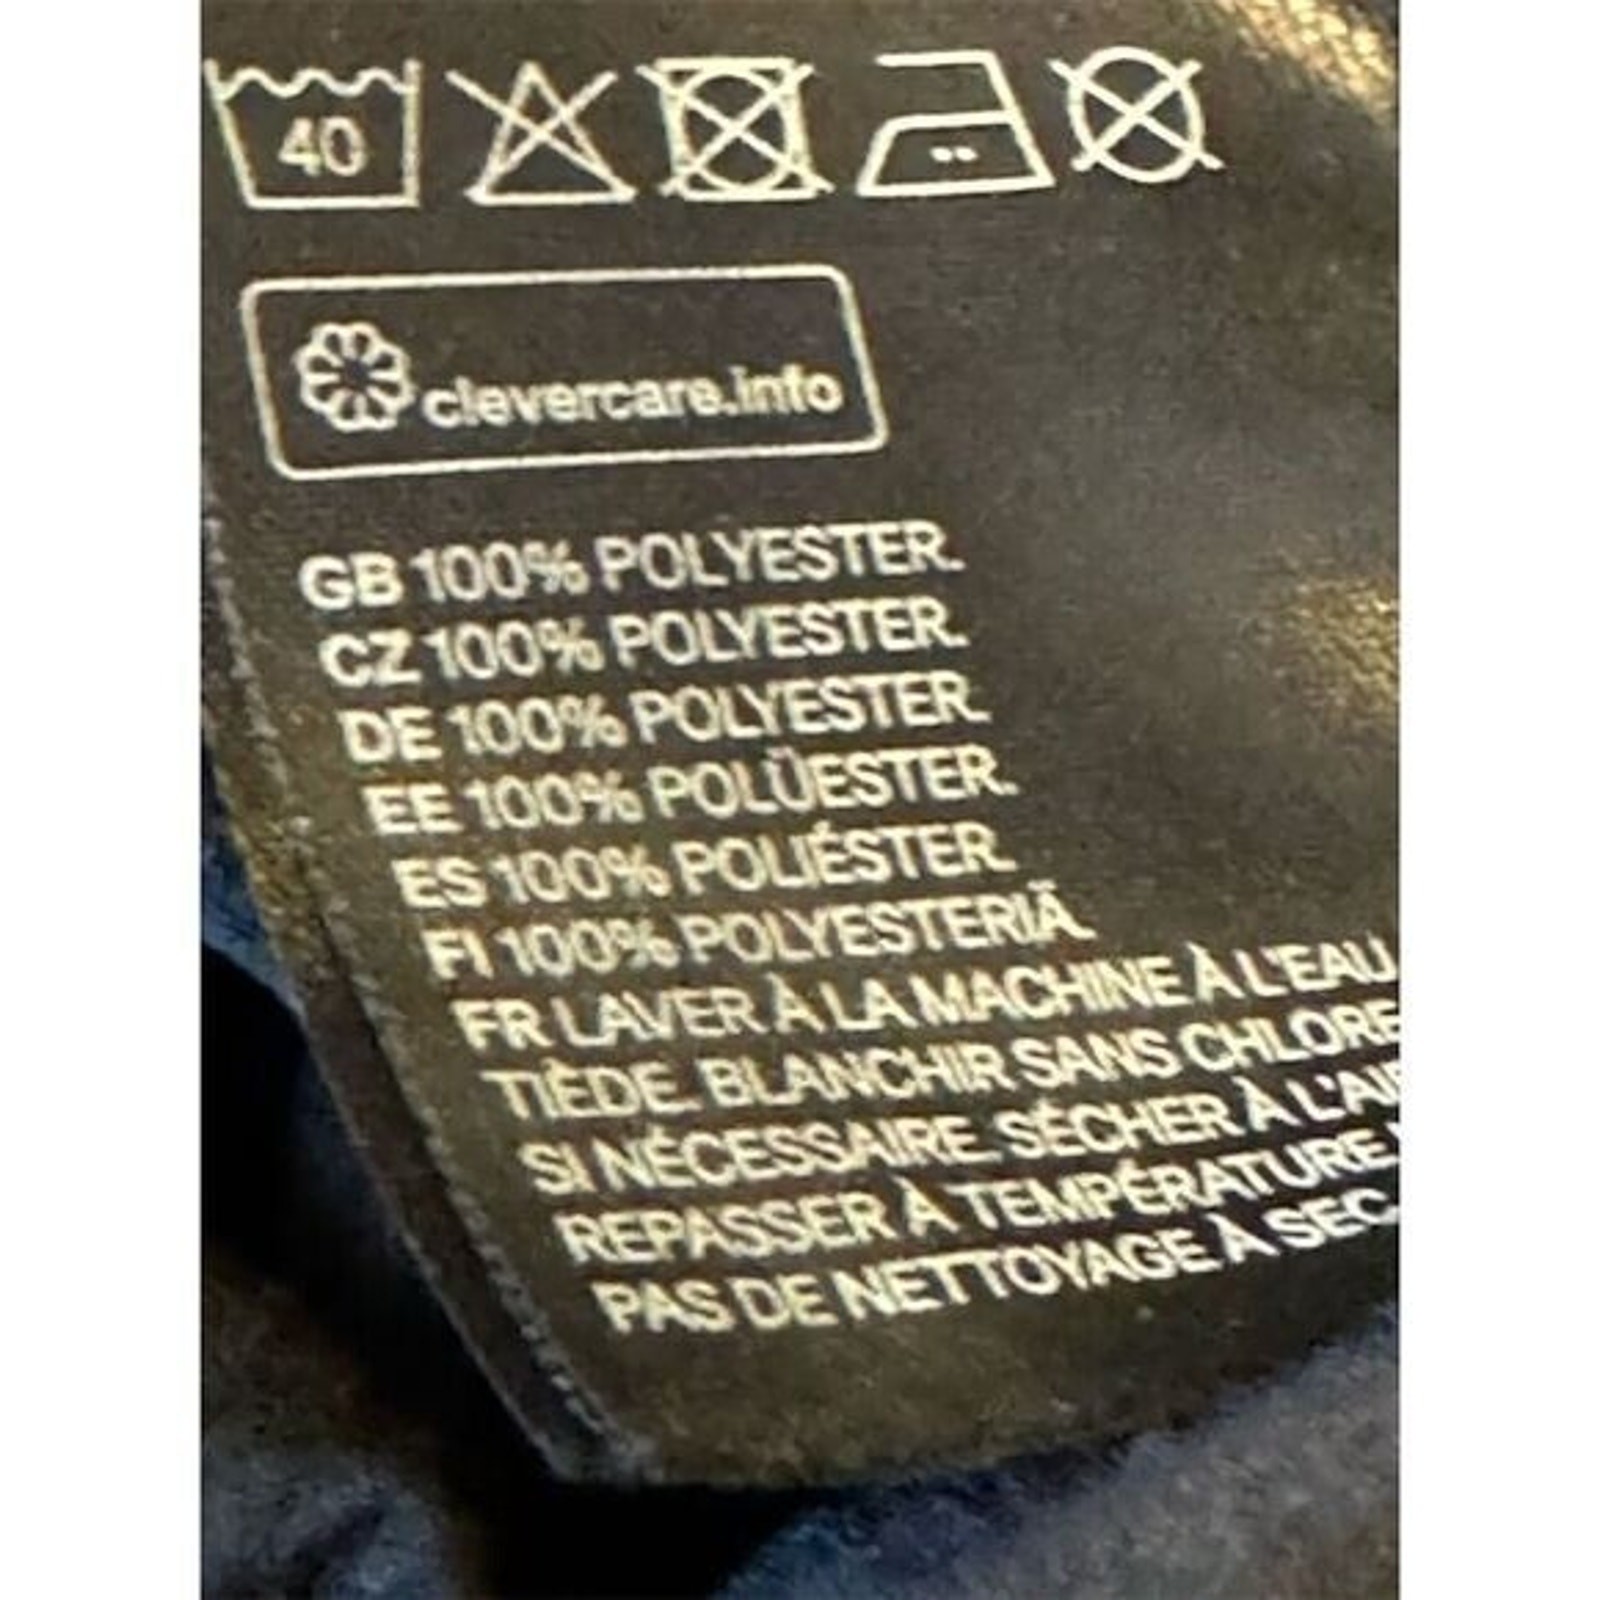 40
clevercare.info
GB 100% POLYESTER.
CZ 100% POLYESTER.
DE 100% POLYESTER.
EE 100% POLÜESTER.
ES 100% POLIÉSTER.
FI 100% POLYESTERIÄ.
FR LAVER À LA MACHINE À L'EAU
TIÈDE. BLANCHIR SANS CHLORE
SI NÉCESSAIRE. SÉCHER À L'AIR
REPASSER À TEMPÉRATURE
PAS DE NETTOYAGE À SEC.